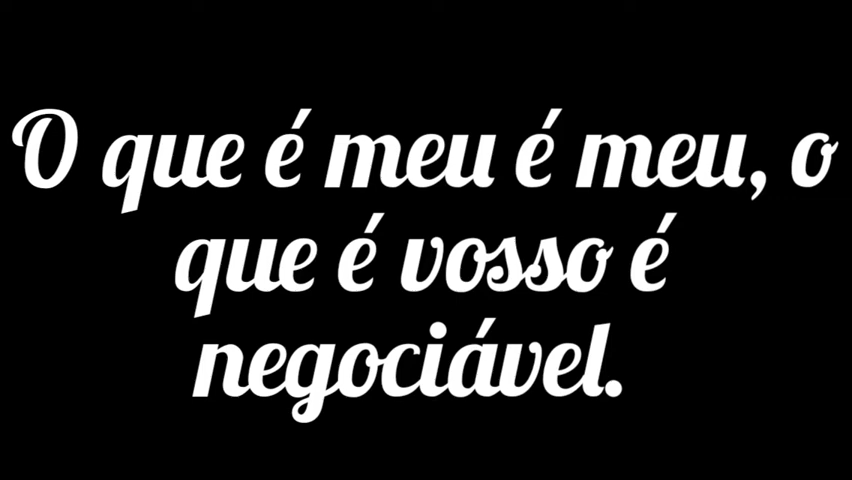 O que é meu é meu, o
que é vosso é
negociável.